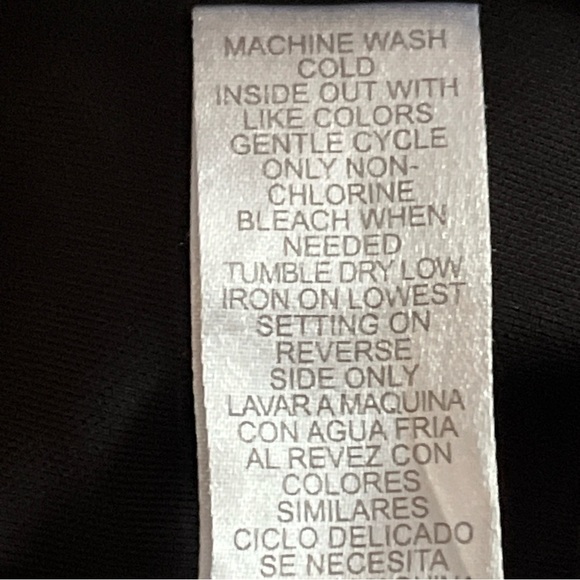 MACHINE WASH
COLD
INSIDE OUT WITH
LIKE COLORS
GENTLE CYCLE
ONLY NON-
CHLORINE
BLEACH WHEN
NEEDED
TUMBLE DRY LOW
IRON ON LOWEST
SETTING ON
REVERSE
SIDE ONLY
LAVAR A MAQUINA
CON AGUA FRIA
AL REVEZ CON
COLORES
SIMILARES
CICLO DELICADO
SE NECESITA